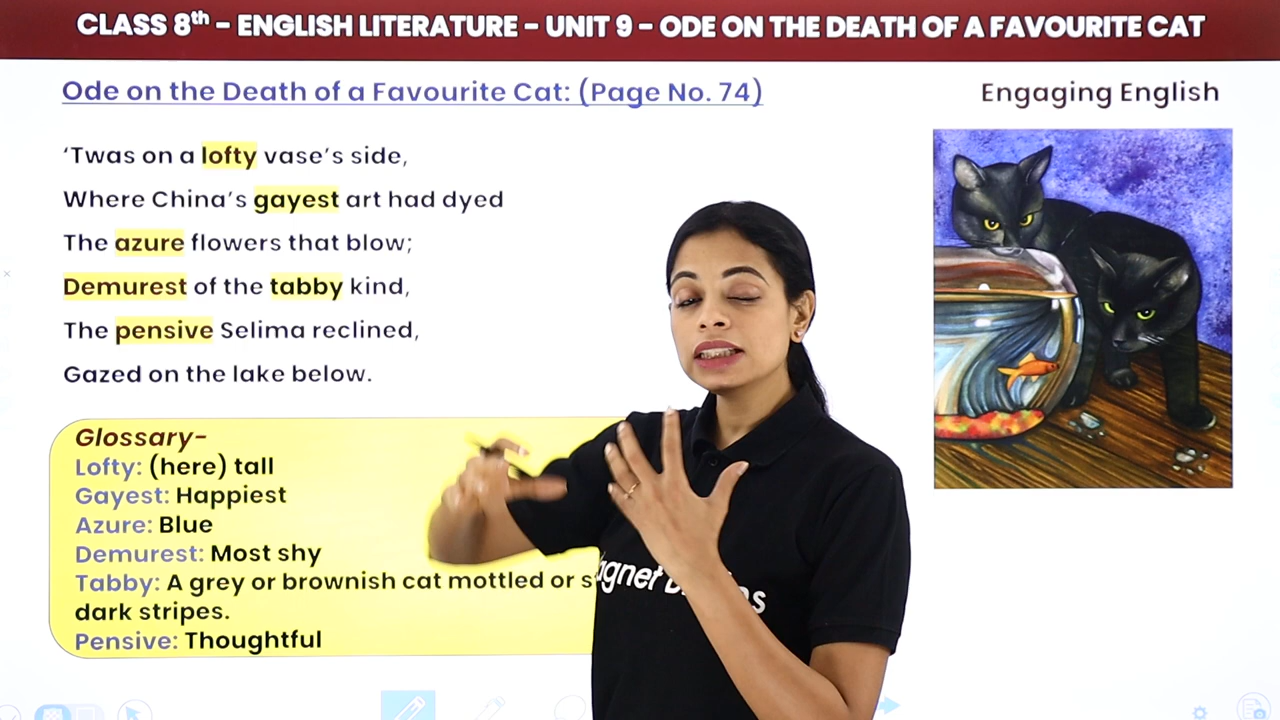 CLASS 8th - ENGLISH LITERATURE - UNIT 9 - ODE ON THE DEATH OF A FAVOURITE CAT
Ode on the Death of a Favourite Cat: (Page No. 74)
Engaging English
‘Twas on a lofty vase’s side,
Where China’s gayest art had dyed
The azure flowers that blow;
Demurest of the tabby kind,
The pensive Selima reclined,
Gazed on the lake below.
Glossary-
Lofty: (here) tall
Gayest: Happiest
Azure: Blue
Demurest: Most shy
Tabby: A grey or brownish cat mottled or
dark stripes.
Pensive: Thoughtful